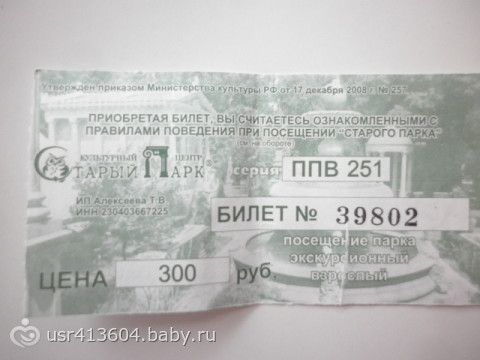 Утвержден приказом Министерства культуры РФ от 17 декабря 2008 г. № 257
ПРИОБРЕТАЯ БИЛЕТ, ВЫ СЧИТАЕТЕСЬ ОЗНАКОМЛЕННЫМИ С
ПРАВИЛАМИ ПОВЕДЕНИЯ ПРИ ПОСЕЩЕНИИ "СТАРОГО ПАРКА"
(см на обороте)
КУЛЬТУРНЫЙ ЦЕНТР
СТАРЫЙ ПАРК®
серия ППВ 251
ИП Алексеева Т.В.
ИНН 230403667225
БИЛЕТ № 39802
посещение парка
экскурсионный
взрослый
ЦЕНА 300 руб.
usr413604.baby.ru